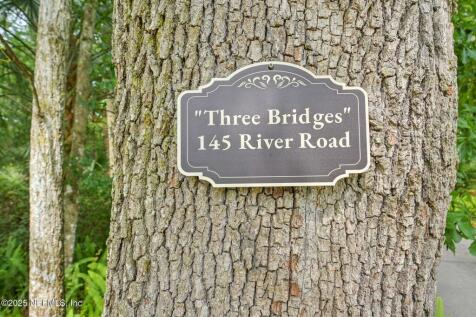 "Three Bridges"
145 River Road
©2025 NEFMLS, Inc